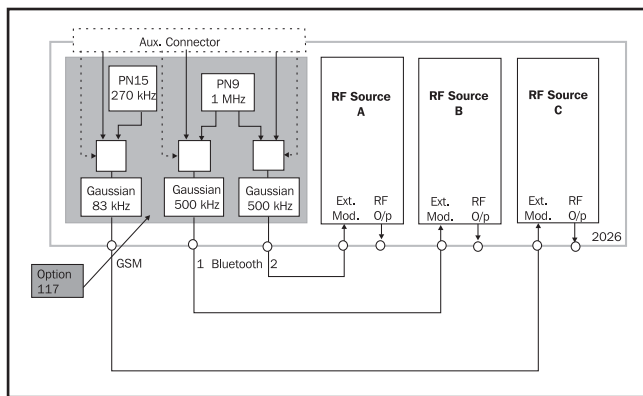 Aux. Connector
PN15
270 kHz
PN9
1 MHz
Gaussian
83 kHz
Gaussian
500 kHz
Gaussian
500 kHz
RF Source
A
Ext.
Mod.
RF
O/p
RF Source
B
Ext.
Mod.
RF
O/p
RF Source
C
Ext.
Mod.
RF
O/p
2026
GSM
1 Bluetooth 2
Option
117